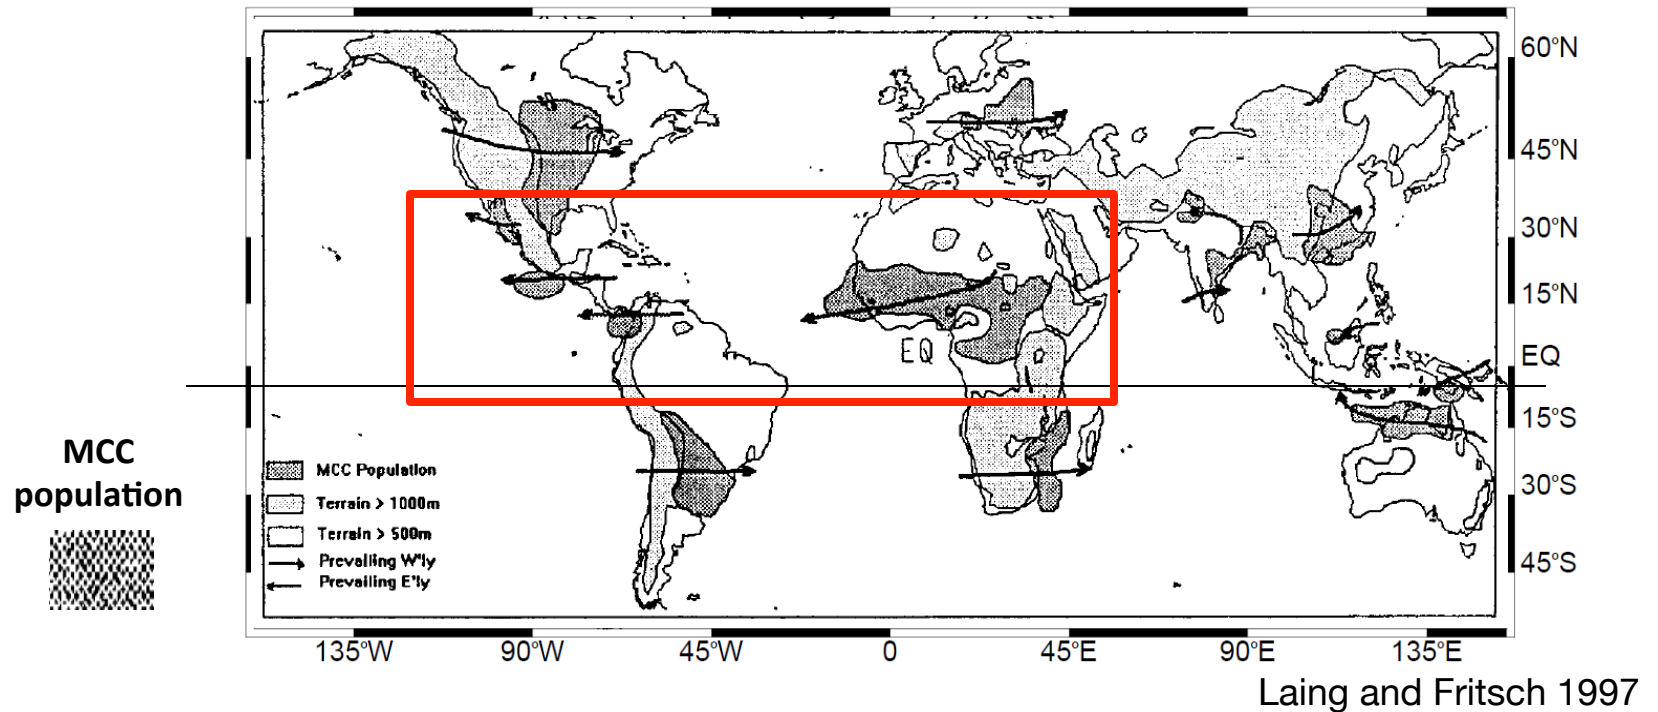 60°N
45°N
30°N
15°N
EQ
EQ
15°S
30°S
45°S
MCC
population
MCC Population
Terrain > 1000m
Terrain > 500m
Prevailing W'ly
Prevailing E'ly
135°W 90°W 45°W 0 45°E 90°E 135°E
Laing and Fritsch 1997